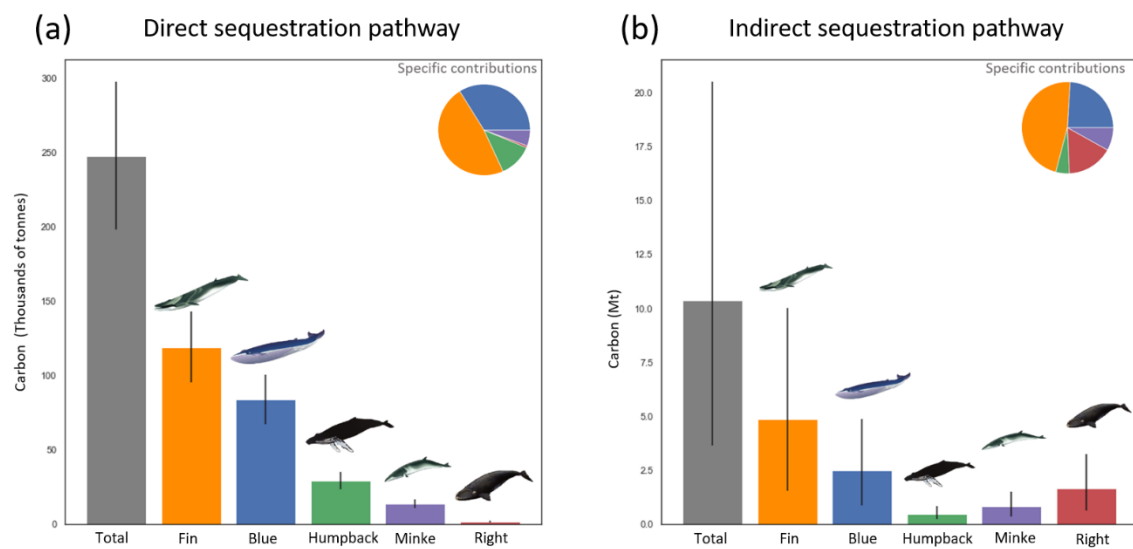 (a) Direct sequestration pathway
Specific contributions
300
250
200
150
100
50
0
Carbon (Thousands of tonnes)
Total Fin Blue Humpback Minke Right
(b) Indirect sequestration pathway
Specific contributions
20.0
17.5
15.0
12.5
10.0
7.5
5.0
2.5
0.0
Carbon (Mt)
Total Fin Blue Humpback Minke Right